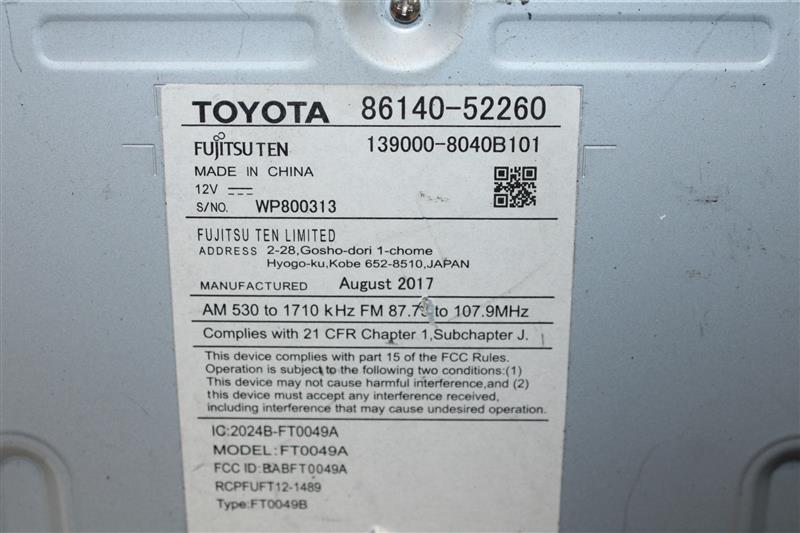 TOYOTA 86140-52260
FUJITSU TEN 139000-8040B101
MADE IN CHINA
12V
S/NO. WP800313
FUJITSU TEN LIMITED
ADDRESS 2-28,Gosho-dori 1-chome
Hyogo-ku,Kobe 652-8510,JAPAN
MANUFACTURED August 2017
AM 530 to 1710 kHz FM 87.75 to 107.9MHz
Complies with 21 CFR Chapter 1,Subchapter J.
This device complies with part 15 of the FCC Rules.
Operation is subject to the following two conditions:(1)
This device may not cause harmful interference,and (2)
this device must accept any interference received,
including interference that may cause undesired operation.
IC:2024B-FT0049A
MODEL:FT0049A
FCC ID:BABFT0049A
RCPFUFT12-1489
Type:FT0049B